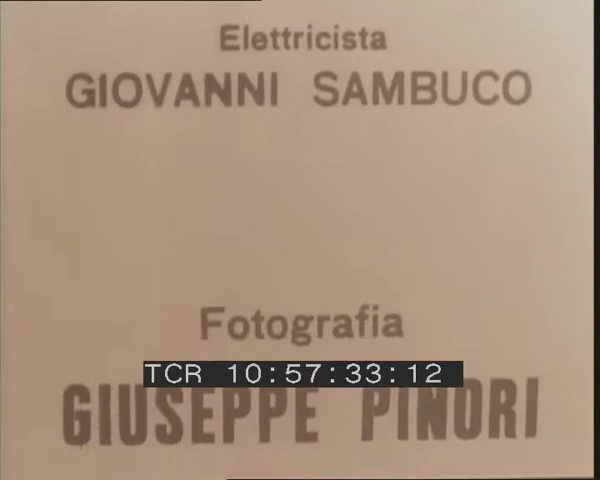 Elettricista
GIOVANNI SAMBUCO
Fotografia
TCR 10:57:33:12
GIUSEPPE PINORI